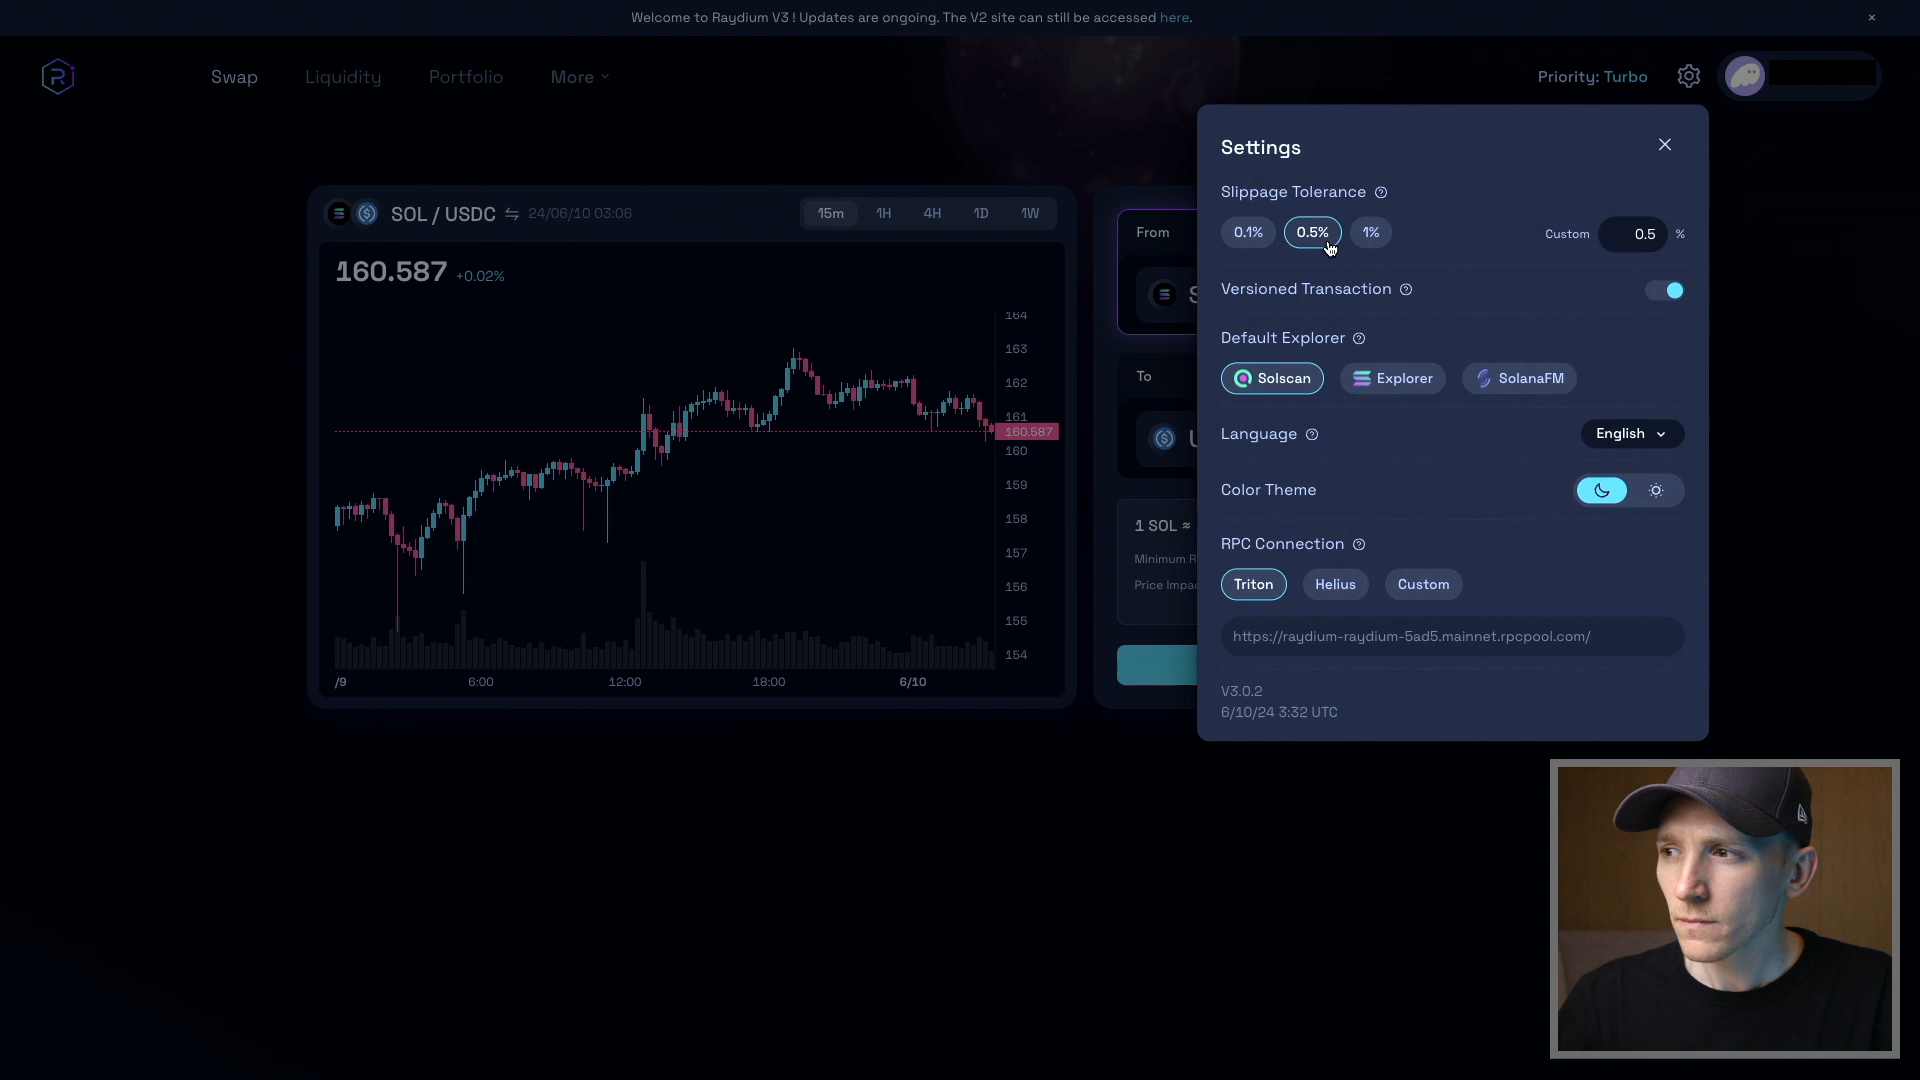 Welcome to Raydium V3 ! Updates are ongoing. The V2 site can still be accessed here.
Swap Liquidity Portfolio More
Priority: Turbo
Settings
Slippage Tolerance
0.1% 0.5% 1% Custom 0.5 %
Versioned Transaction
Default Explorer
Solscan Explorer SolanaFM
Language English
Color Theme
RPC Connection
Triton Helius Custom
https://raydium-raydium-5ad5.mainnet.rpcpool.com/
V3.0.2
6/10/24 3:32 UTC
SOL / USDC 24/06/10 03:06 15m 1H 4H 1D 1W
160.587 +0.02%
164
163
162
161
160.587
160
159
158
157
156
155
154
/9 6:00 12:00 18:00 6/10
From
To
1 SOL ≈
Minimum R
Price Impac